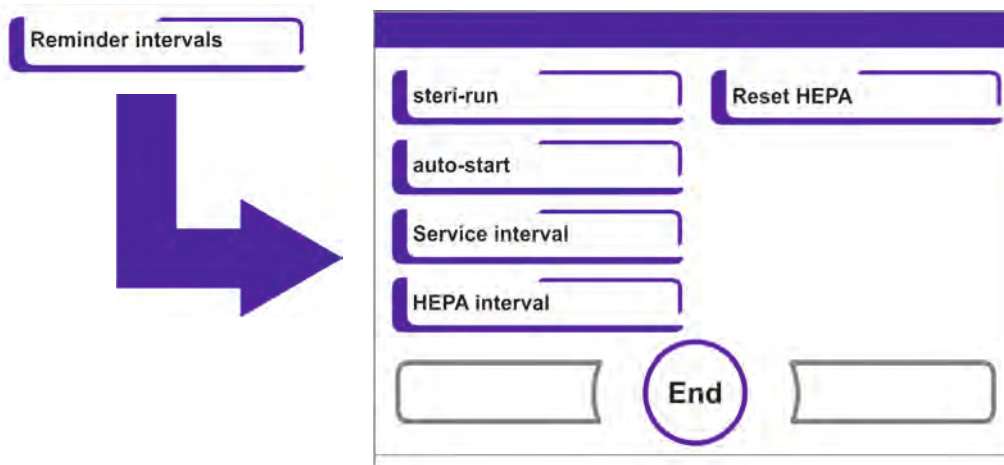 Reminder intervals
steri-run
Reset HEPA
auto-start
Service interval
HEPA interval
End